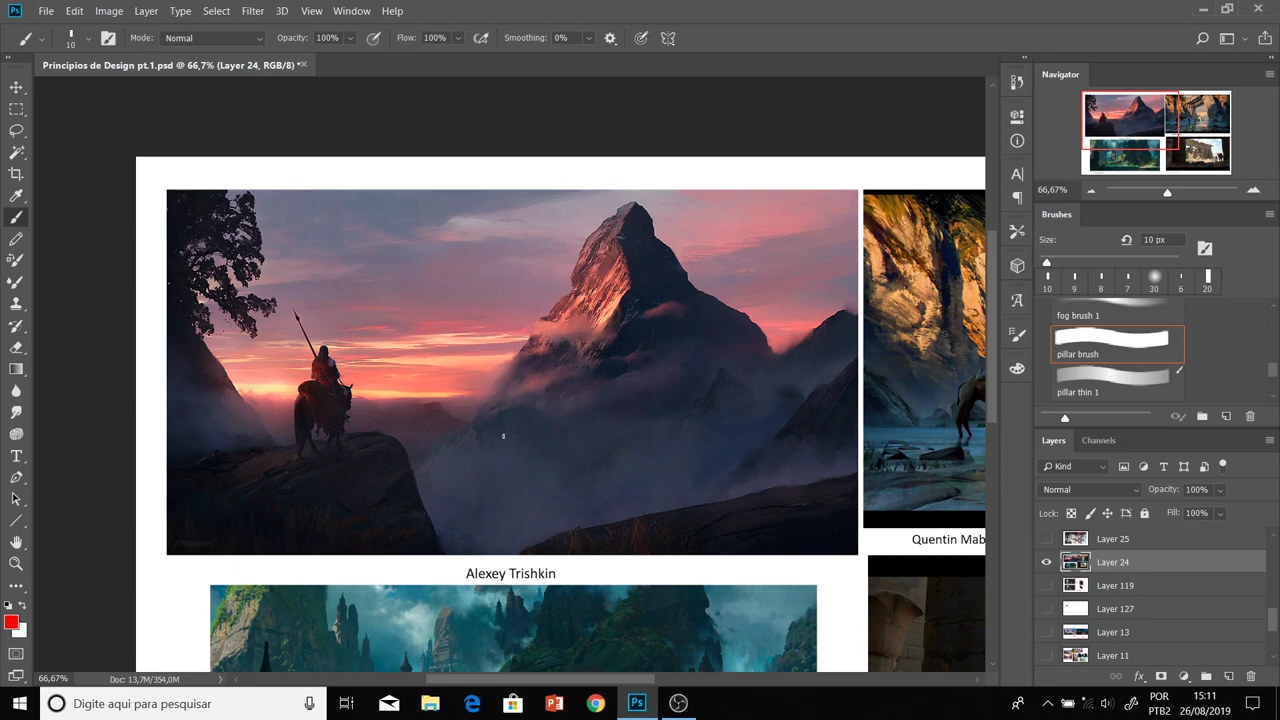 Ps File Edit Image Layer Type Select Filter 3D View Window Help
10 Mode: Normal Opacity: 100% Flow: 100% Smoothing: 0%
Principios de Design pt.1.psd @ 66,7% (Layer 24, RGB/8) *
Navigator
66,67%
Brushes
Size: 10 px
10 9 8 7 30 6 20
fog brush 1
pillar brush
pillar thin 1
Layers Channels
Kind
Normal Opacity: 100%
Lock: Fill: 100%
Layer 25
Layer 24
Layer 119
Layer 127
Layer 13
Layer 11
Quentin Mab
Alexey Trishkin
66,67% Doc: 13,7M/354,0M
Digite aqui para pesquisar
POR
PTB2
15:11
26/08/2019